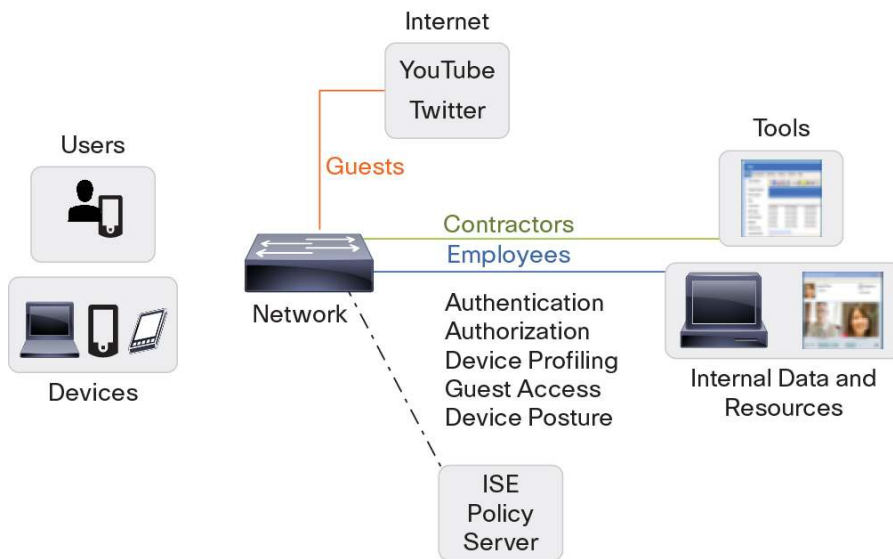 Internet
YouTube
Twitter
Users
Guests
Tools
Contractors
Employees
Network
Authentication
Authorization
Device Profiling
Guest Access
Device Posture
Devices
Internal Data and
Resources
ISE
Policy
Server